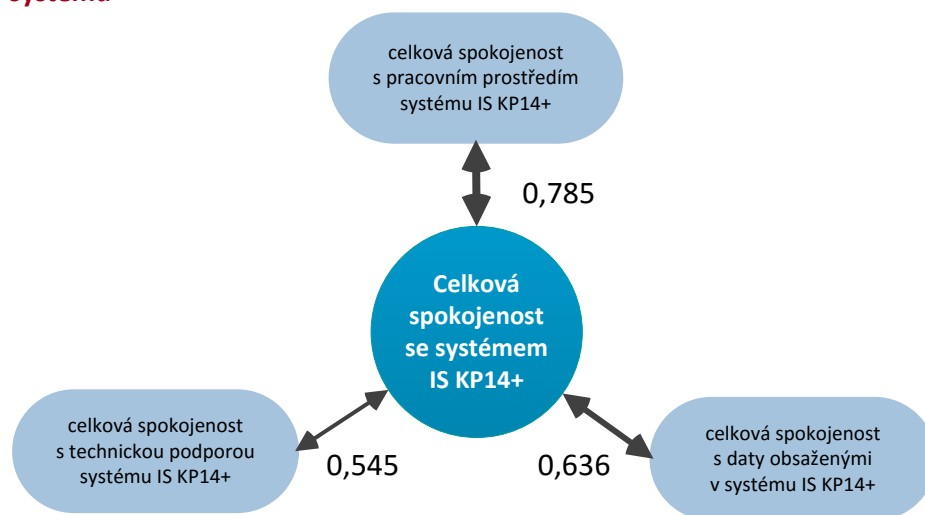 systému
celková spokojenost
s pracovním prostředím
systému IS KP14+
0,785
Celková
spokojenost
se systémem
IS KP14+
celková spokojenost
s technickou podporou
systému IS KP14+
0,545
0,636
celková spokojenost
s daty obsaženými
v systému IS KP14+